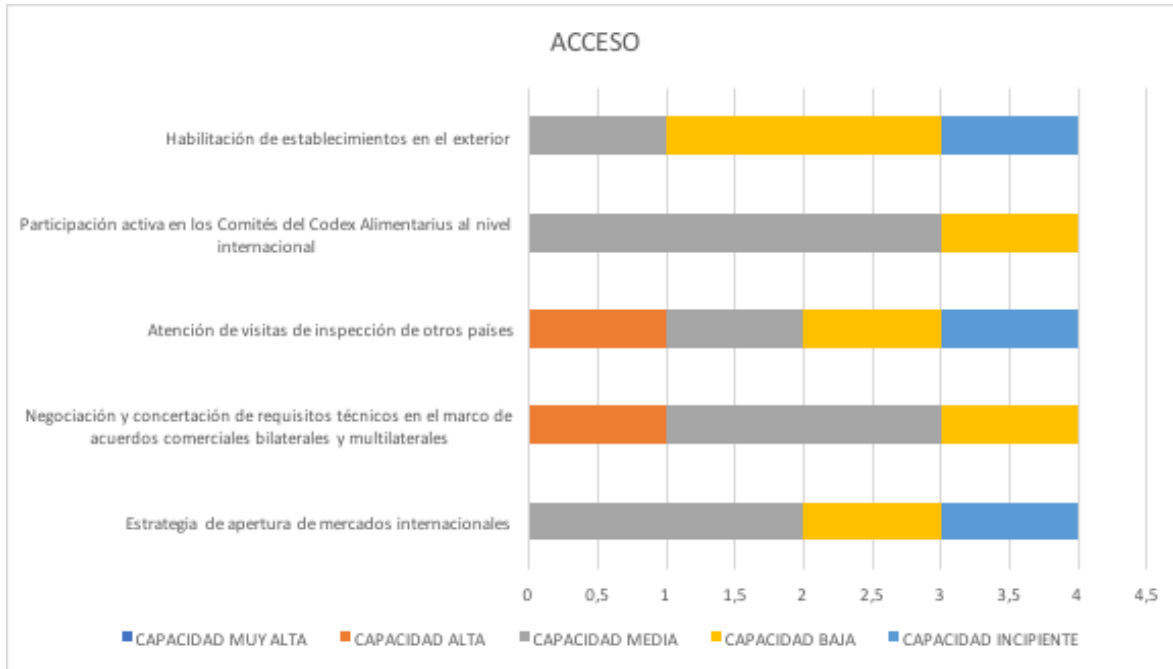 ACCESO
Habilitación de establecimientos en el exterior
Participación activa en los Comités del Codex Alimentarius al nivel
internacional
Atención de visitas de inspección de otros países
Negociación y concertación de requisitos técnicos en el marco de
acuerdos comerciales bilaterales y multilaterales
Estrategia de apertura de mercados internacionales
0 0,5 1 1,5 2 2,5 3 3,5 4 4,5
CAPACIDAD MUY ALTA CAPACIDAD ALTA CAPACIDAD MEDIA CAPACIDAD BAJA CAPACIDAD INCIPIENTE